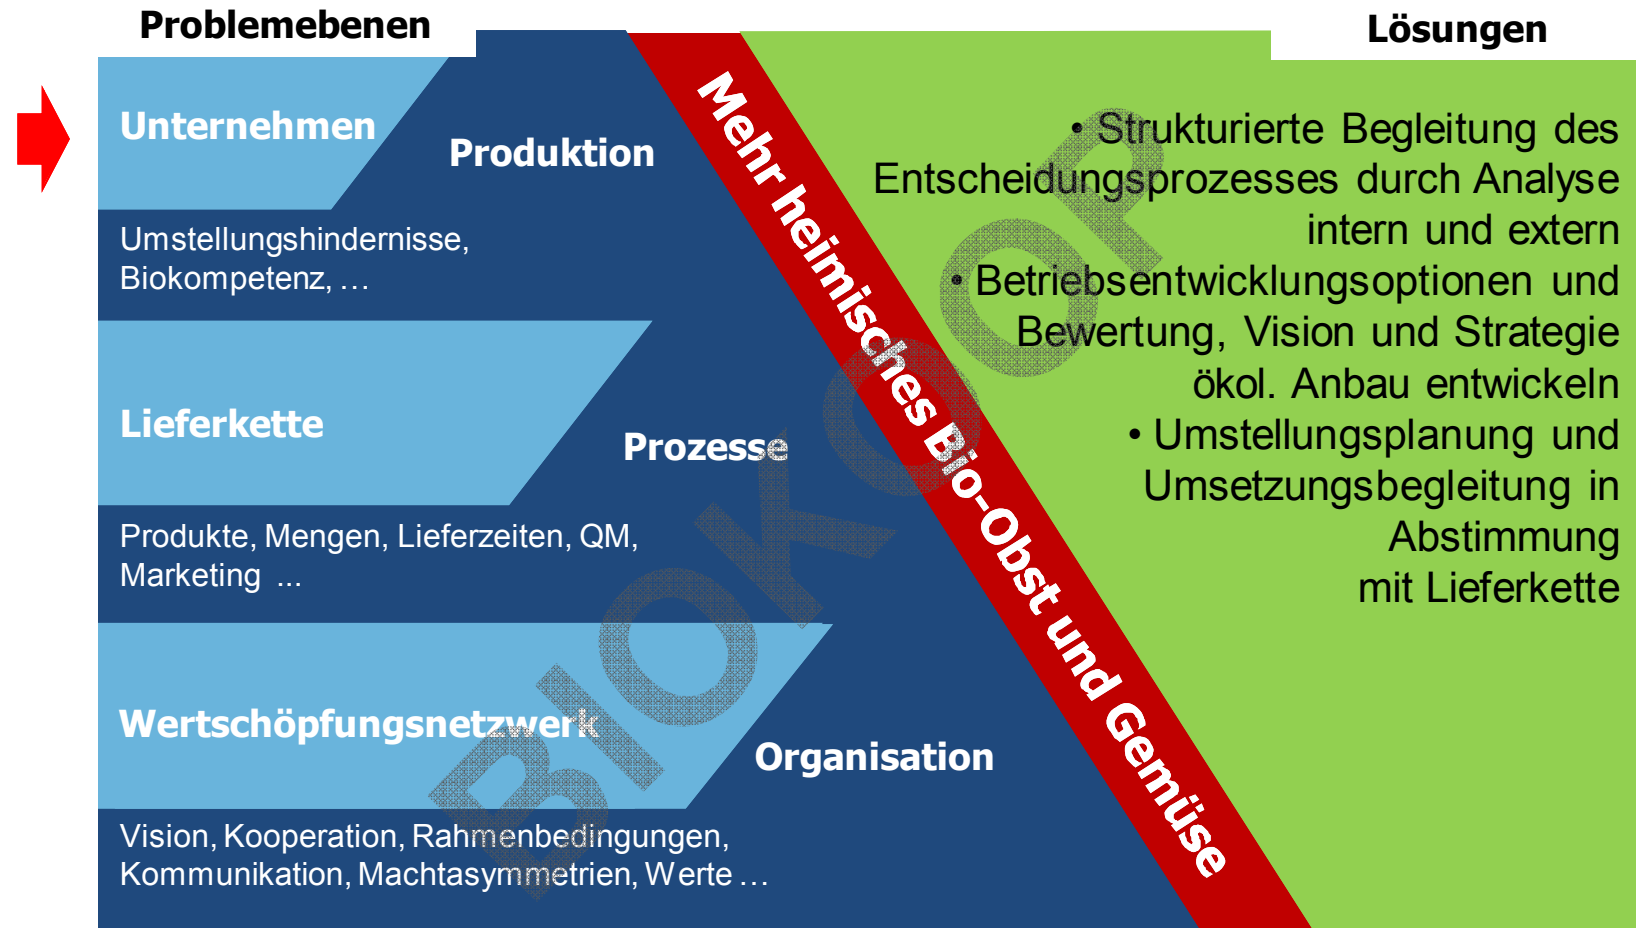 Problemebenen
Lösungen
Unternehmen
Produktion
Umstellungshindernisse,
Biokompetenz, …
Lieferkette
Prozesse
Produkte, Mengen, Lieferzeiten, QM,
Marketing ...
Wertschöpfungsnetzwerk
Organisation
Vision, Kooperation, Rahmenbedingungen,
Kommunikation, Machtasymmetrien, Werte …
Mehr heimisches Bio-Obst und Gemüse
• Strukturierte Begleitung des
Entscheidungsprozesses durch Analyse
intern und extern
• Betriebsentwicklungsoptionen und
Bewertung, Vision und Strategie
ökol. Anbau entwickeln
• Umstellungsplanung und
Umsetzungsbegleitung in
Abstimmung
mit Lieferkette
BIOKOOP